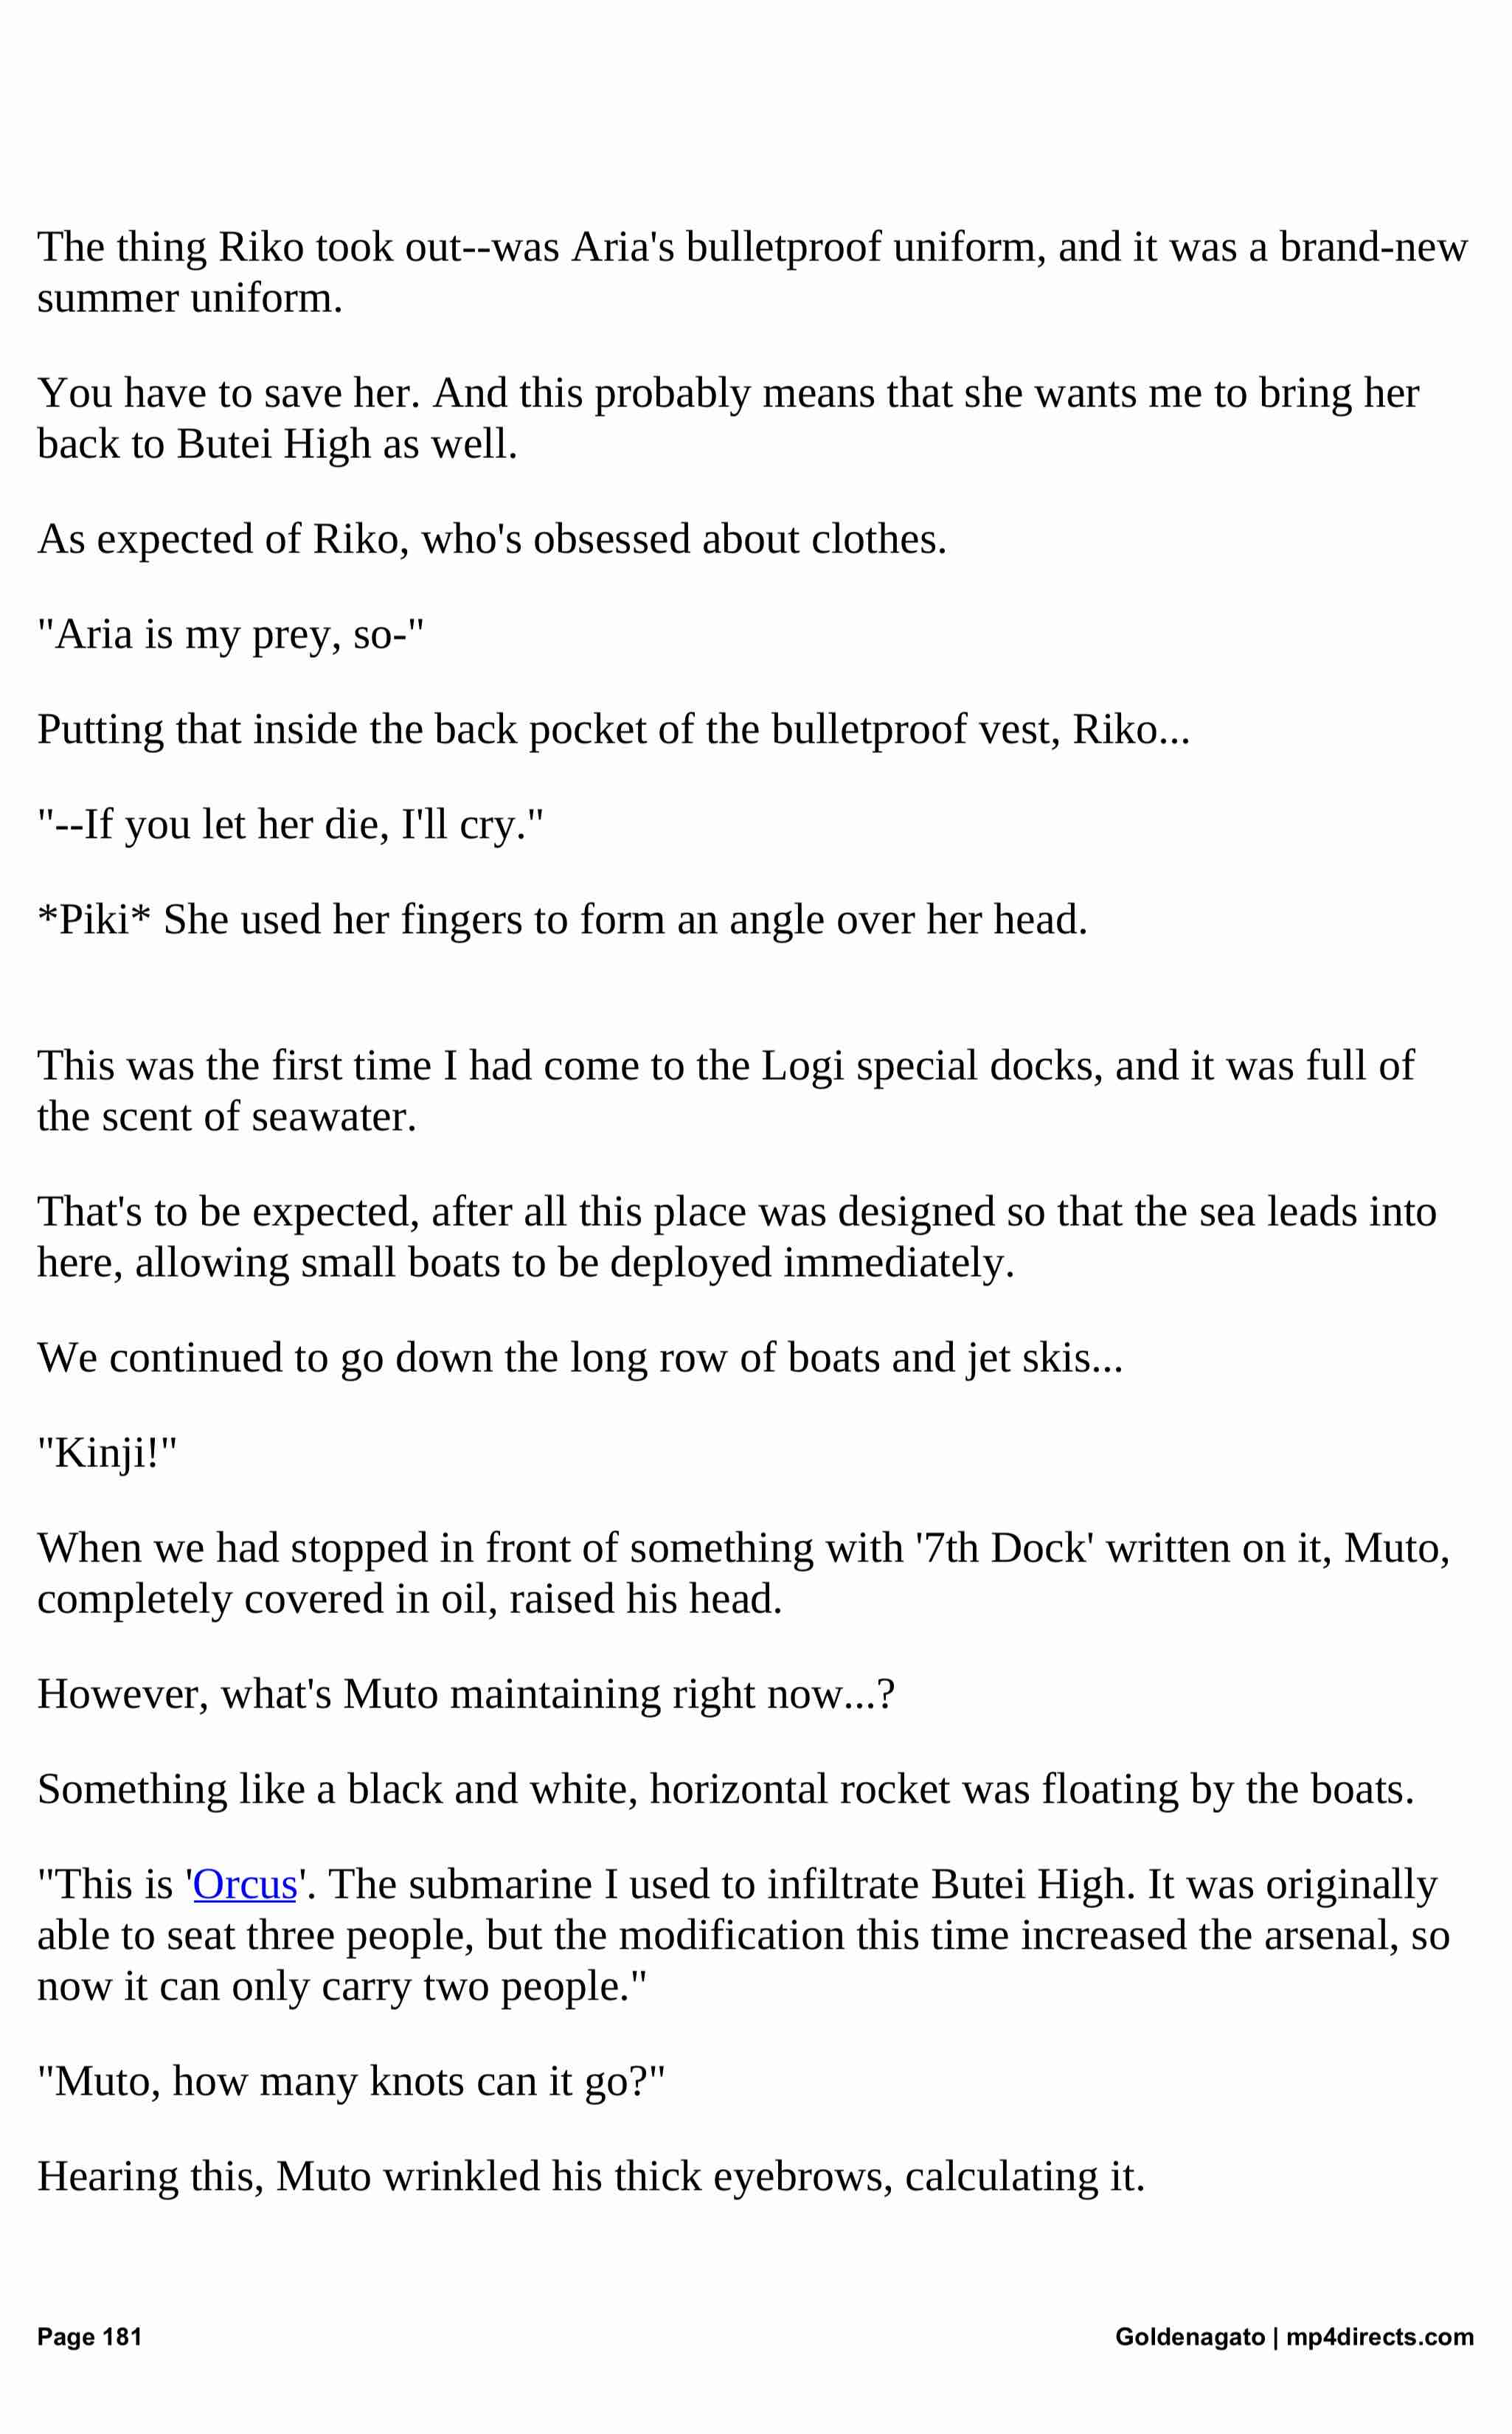 The thing Riko took out--was Aria's bulletproof uniform, and it was a brand-new
summer uniform.
You have to save her. And this probably means that she wants me to bring her
back to Butei High as well.
As expected of Riko, who's obsessed about clothes.
"Aria is my prey, so-"
Putting that inside the back pocket of the bulletproof vest, Riko...
"--If you let her die, I'll cry."
*Piki* She used her fingers to form an angle over her head.
This was the first time I had come to the Logi special docks, and it was full of
the scent of seawater.
That's to be expected, after all this place was designed so that the sea leads into
here, allowing small boats to be deployed immediately.
We continued to go down the long row of boats and jet skis...
"Kinji!"
When we had stopped in front of something with '7th Dock' written on it, Muto,
completely covered in oil, raised his head.
However, what's Muto maintaining right now...?
Something like a black and white, horizontal rocket was floating by the boats.
"This is 'Orcus'. The submarine I used to infiltrate Butei High. It was originally
able to seat three people, but the modification this time increased the arsenal, so
now it can only carry two people."
"Muto, how many knots can it go?"
Hearing this, Muto wrinkled his thick eyebrows, calculating it.
Page 181
Goldenagato | mp4directs.com